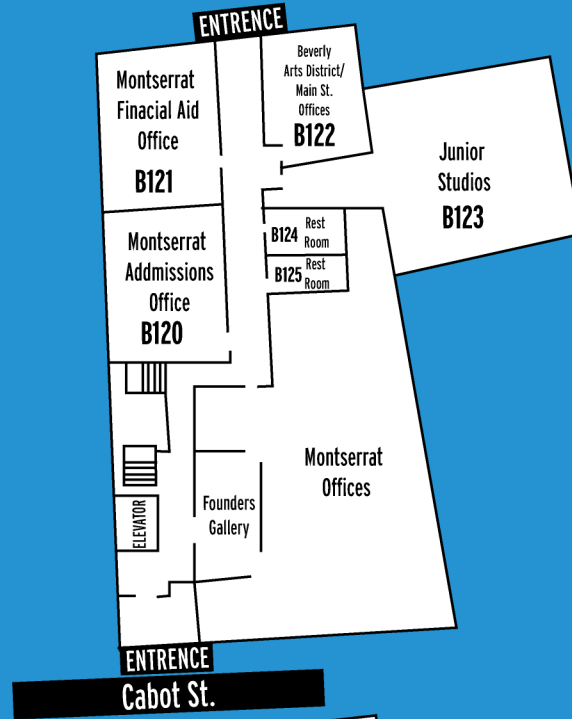 ENTRENCE
Montserrat
Finacial Aid
Office
B121
Beverly
Arts District/
Main St.
Offices
B122
Junior
Studios
B123
B124 Rest
Room
B125 Rest
Room
Montserrat
Addmissions
Office
B120
Montserrat
Offices
Founders
Gallery
ELEVATOR
ENTRENCE
Cabot St.